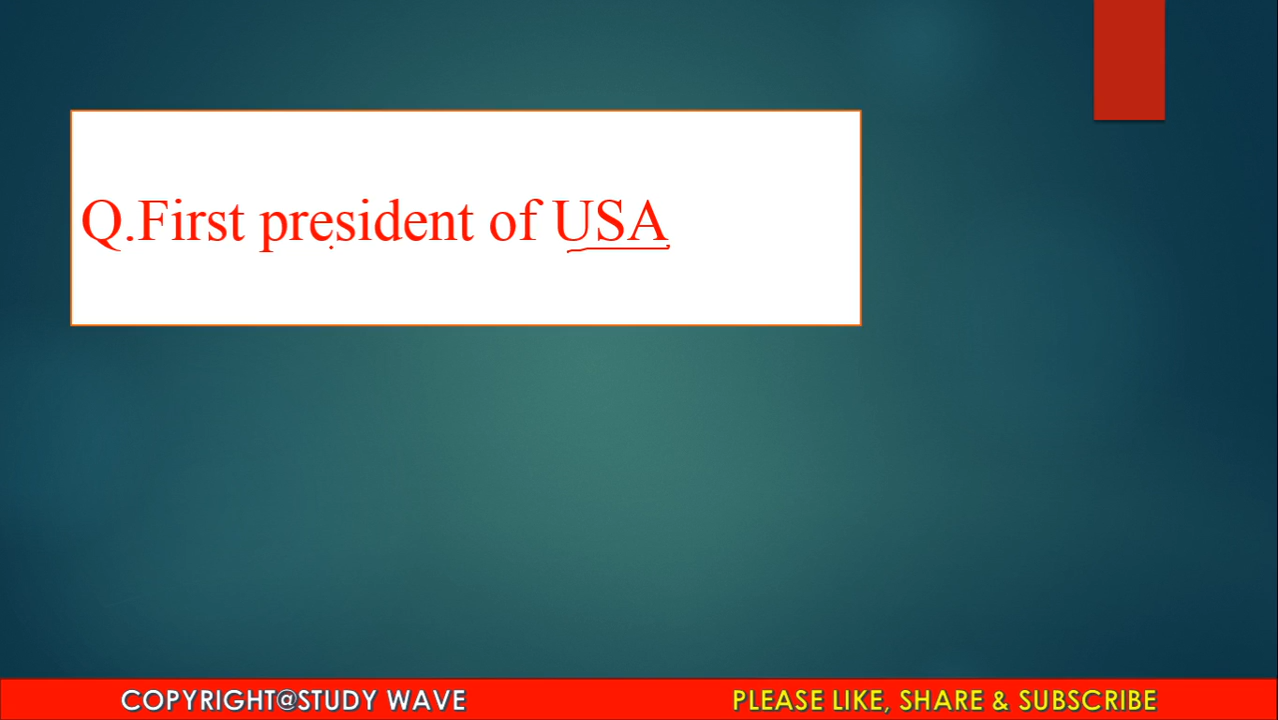 Q.First president of USA
COPYRIGHT@STUDY WAVE
PLEASE LIKE, SHARE & SUBSCRIBE